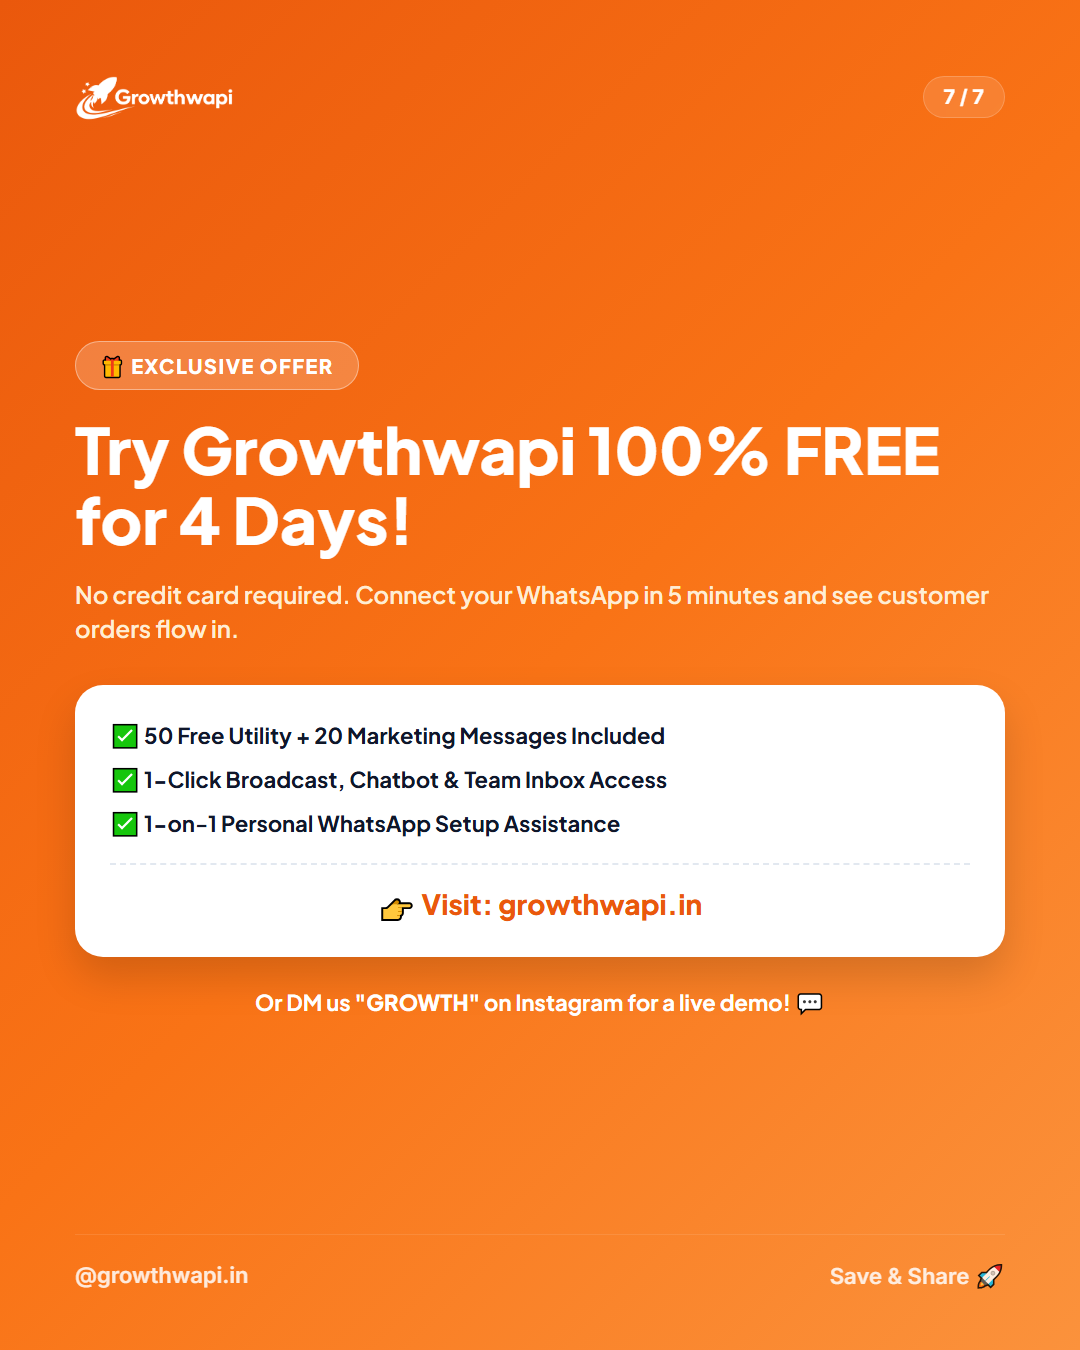 Growthwapi
7 / 7
🎁 EXCLUSIVE OFFER
Try Growthwapi 100% FREE
for 4 Days!
No credit card required. Connect your WhatsApp in 5 minutes and see customer
orders flow in.
✅ 50 Free Utility + 20 Marketing Messages Included
✅ 1-Click Broadcast, Chatbot & Team Inbox Access
✅ 1-on-1 Personal WhatsApp Setup Assistance
👉 Visit: growthwapi.in
Or DM us "GROWTH" on Instagram for a live demo! 💬
@growthwapi.in
Save & Share 🚀